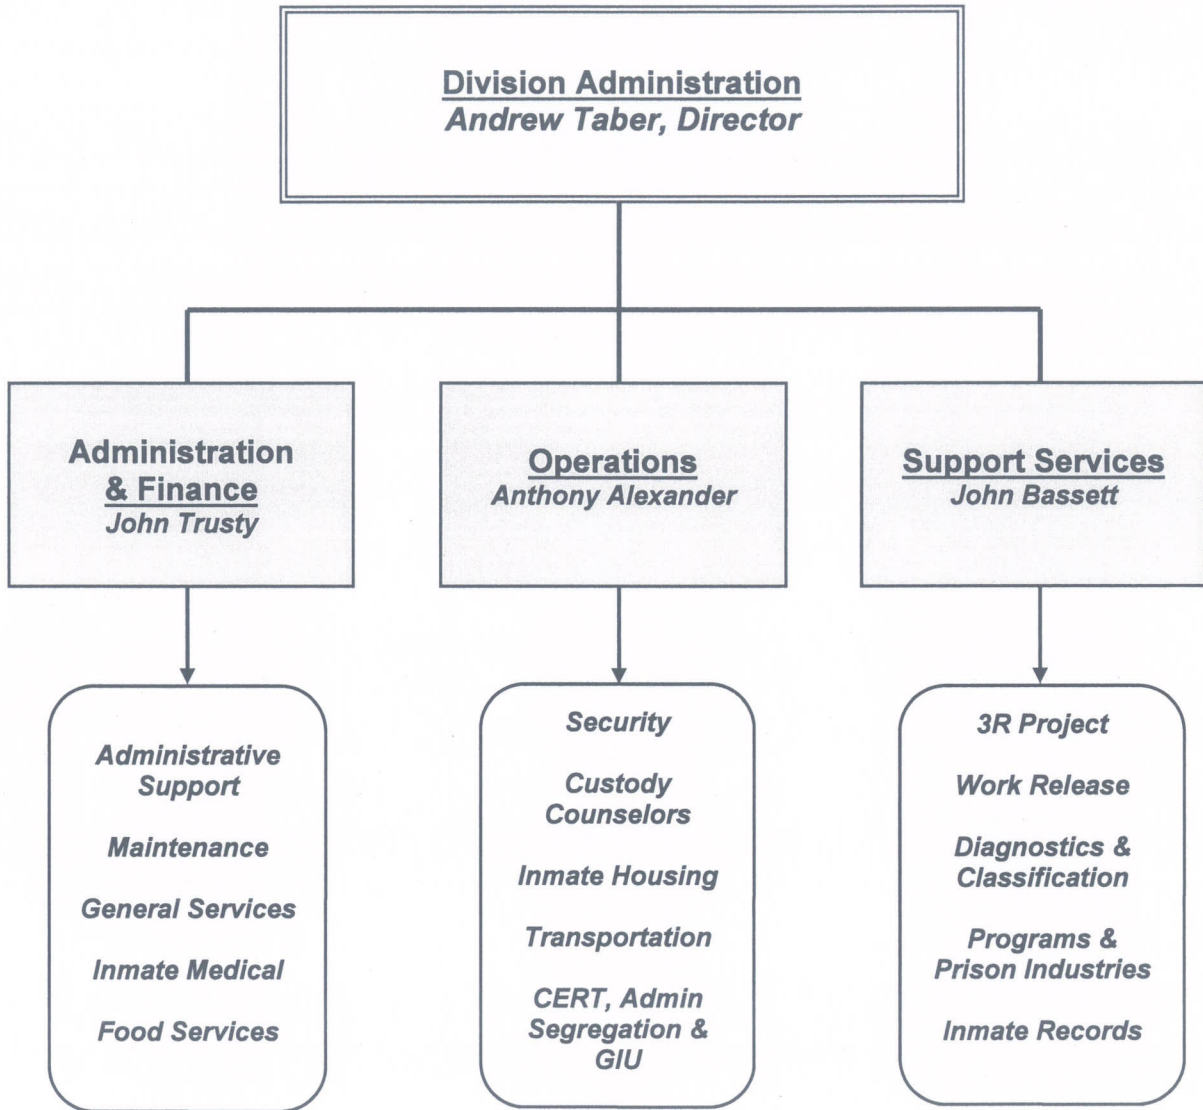 Division Administration
Andrew Taber, Director
Administration
& Finance
John Trusty
Operations
Anthony Alexander
Support Services
John Bassett
Administrative
Support
Maintenance
General Services
Inmate Medical
Food Services
Security
Custody
Counselors
Inmate Housing
Transportation
CERT, Admin
Segregation &
GIU
3R Project
Work Release
Diagnostics &
Classification
Programs &
Prison Industries
Inmate Records